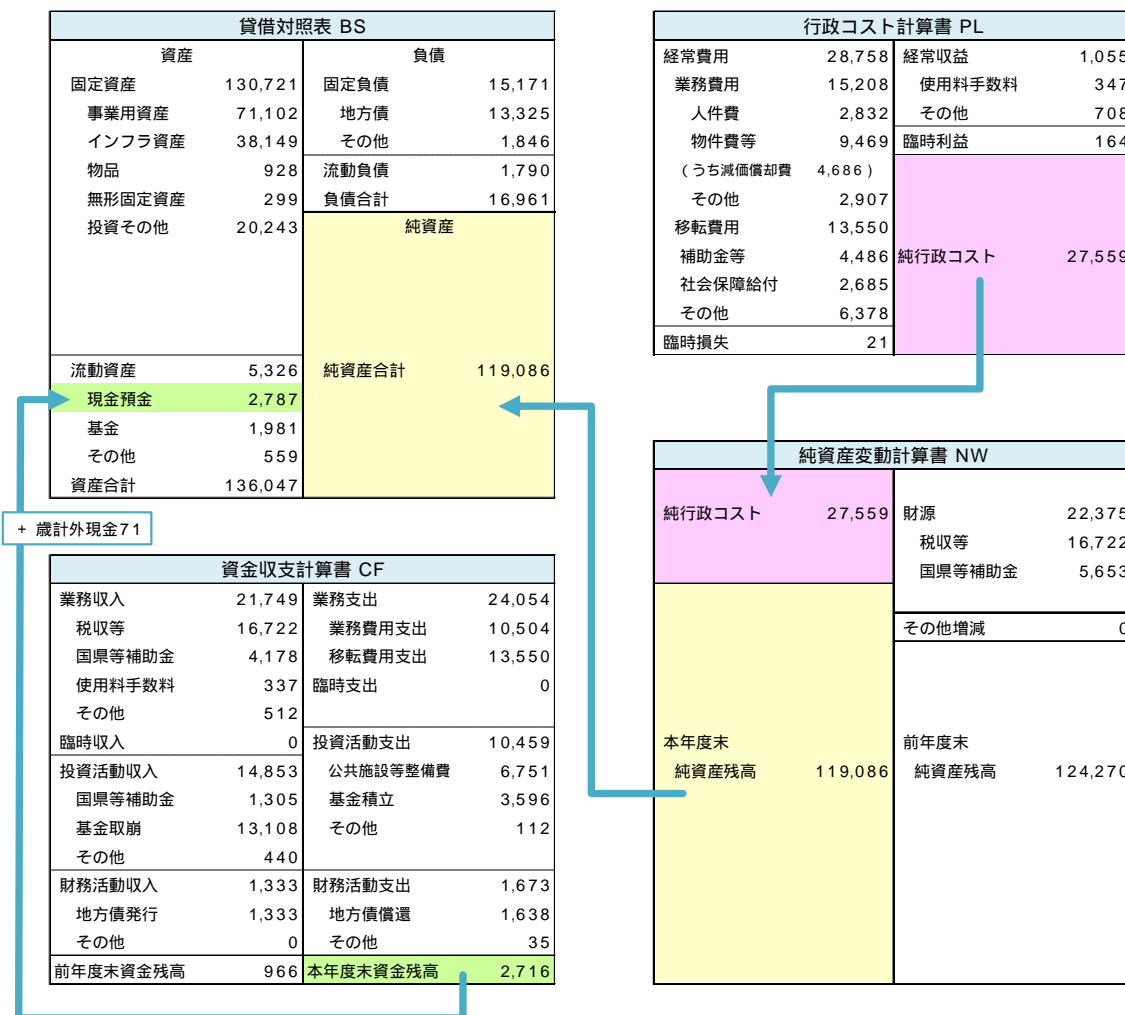 貸借対照表 BS
資産 負債
固定資産 130,721 固定負債 15,171
事業用資産 71,102 地方債 13,325
インフラ資産 38,149 その他 1,846
物品 928 流動負債 1,790
無形固定資産 299 負債合計 16,961
投資その他 20,243 純資産
流動資産 5,326 純資産合計 119,086
現金預金 2,787
基金 1,981
その他 559
資産合計 136,047
+ 歳計外現金71
行政コスト計算書 PL
経常費用 28,758 経常収益 1,055
業務費用 15,208 使用料手数料 347
人件費 2,832 その他 708
物件費等 9,469 臨時利益 164
(うち減価償却費 4,686)
その他 2,907
移転費用 13,550
補助金等 4,486 純行政コスト 27,559
社会保障給付 2,685
その他 6,378
臨時損失 21
資金収支計算書 CF
業務収入 21,749 業務支出 24,054
税収等 16,722 業務費用支出 10,504
国県等補助金 4,178 移転費用支出 13,550
使用料手数料 337 臨時支出 0
その他 512
臨時収入 0 投資活動支出 10,459
投資活動収入 14,853 公共施設等整備費 6,751
国県等補助金 1,305 基金積立 3,596
基金取崩 13,108 その他 112
その他 440
財務活動収入 1,333 財務活動支出 1,673
地方債発行 1,333 地方債償還 1,638
その他 0 その他 35
前年度末資金残高 966 本年度末資金残高 2,716
純資産変動計算書 NW
純行政コスト 27,559 財源 22,375
税収等 16,722
国県等補助金 5,653
その他増減 0
本年度末 前年度末
純資産残高 119,086 純資産残高 124,270